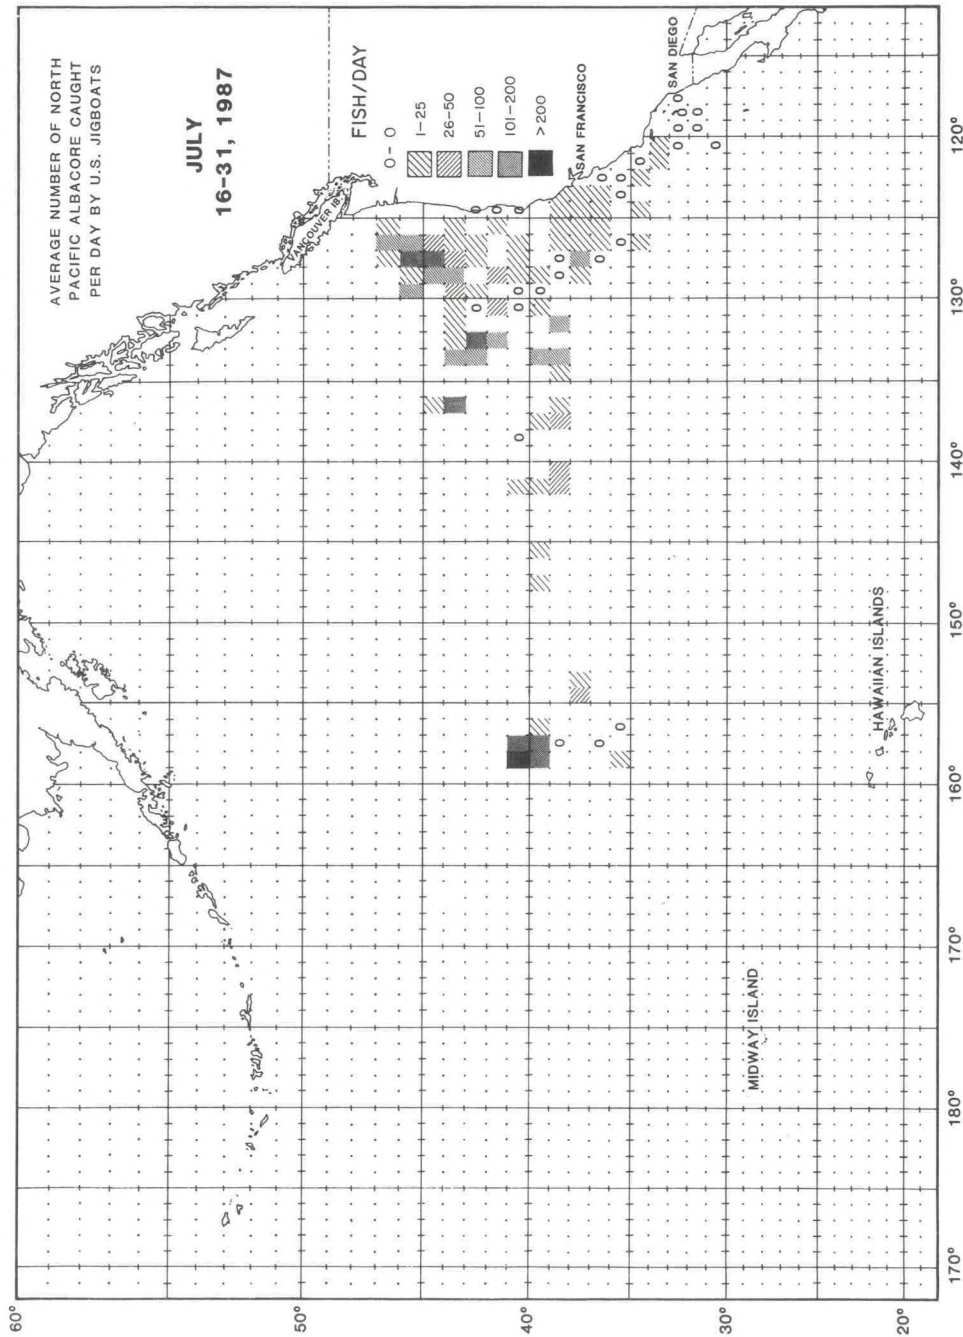 AVERAGE NUMBER OF NORTH
PACIFIC ALBACORE CAUGHT
PER DAY BY U.S. JIGBOATS
JULY
16-31, 1987
FISH/DAY
0 - 0
1-25
26-50
51-100
101-200
>200
VANCOUVER IS.
SAN FRANCISCO
SAN DIEGO
HAWAIIAN ISLANDS
MIDWAY ISLAND
60°
50°
40°
30°
20°
170°
180°
170°
160°
150°
140°
130°
120°